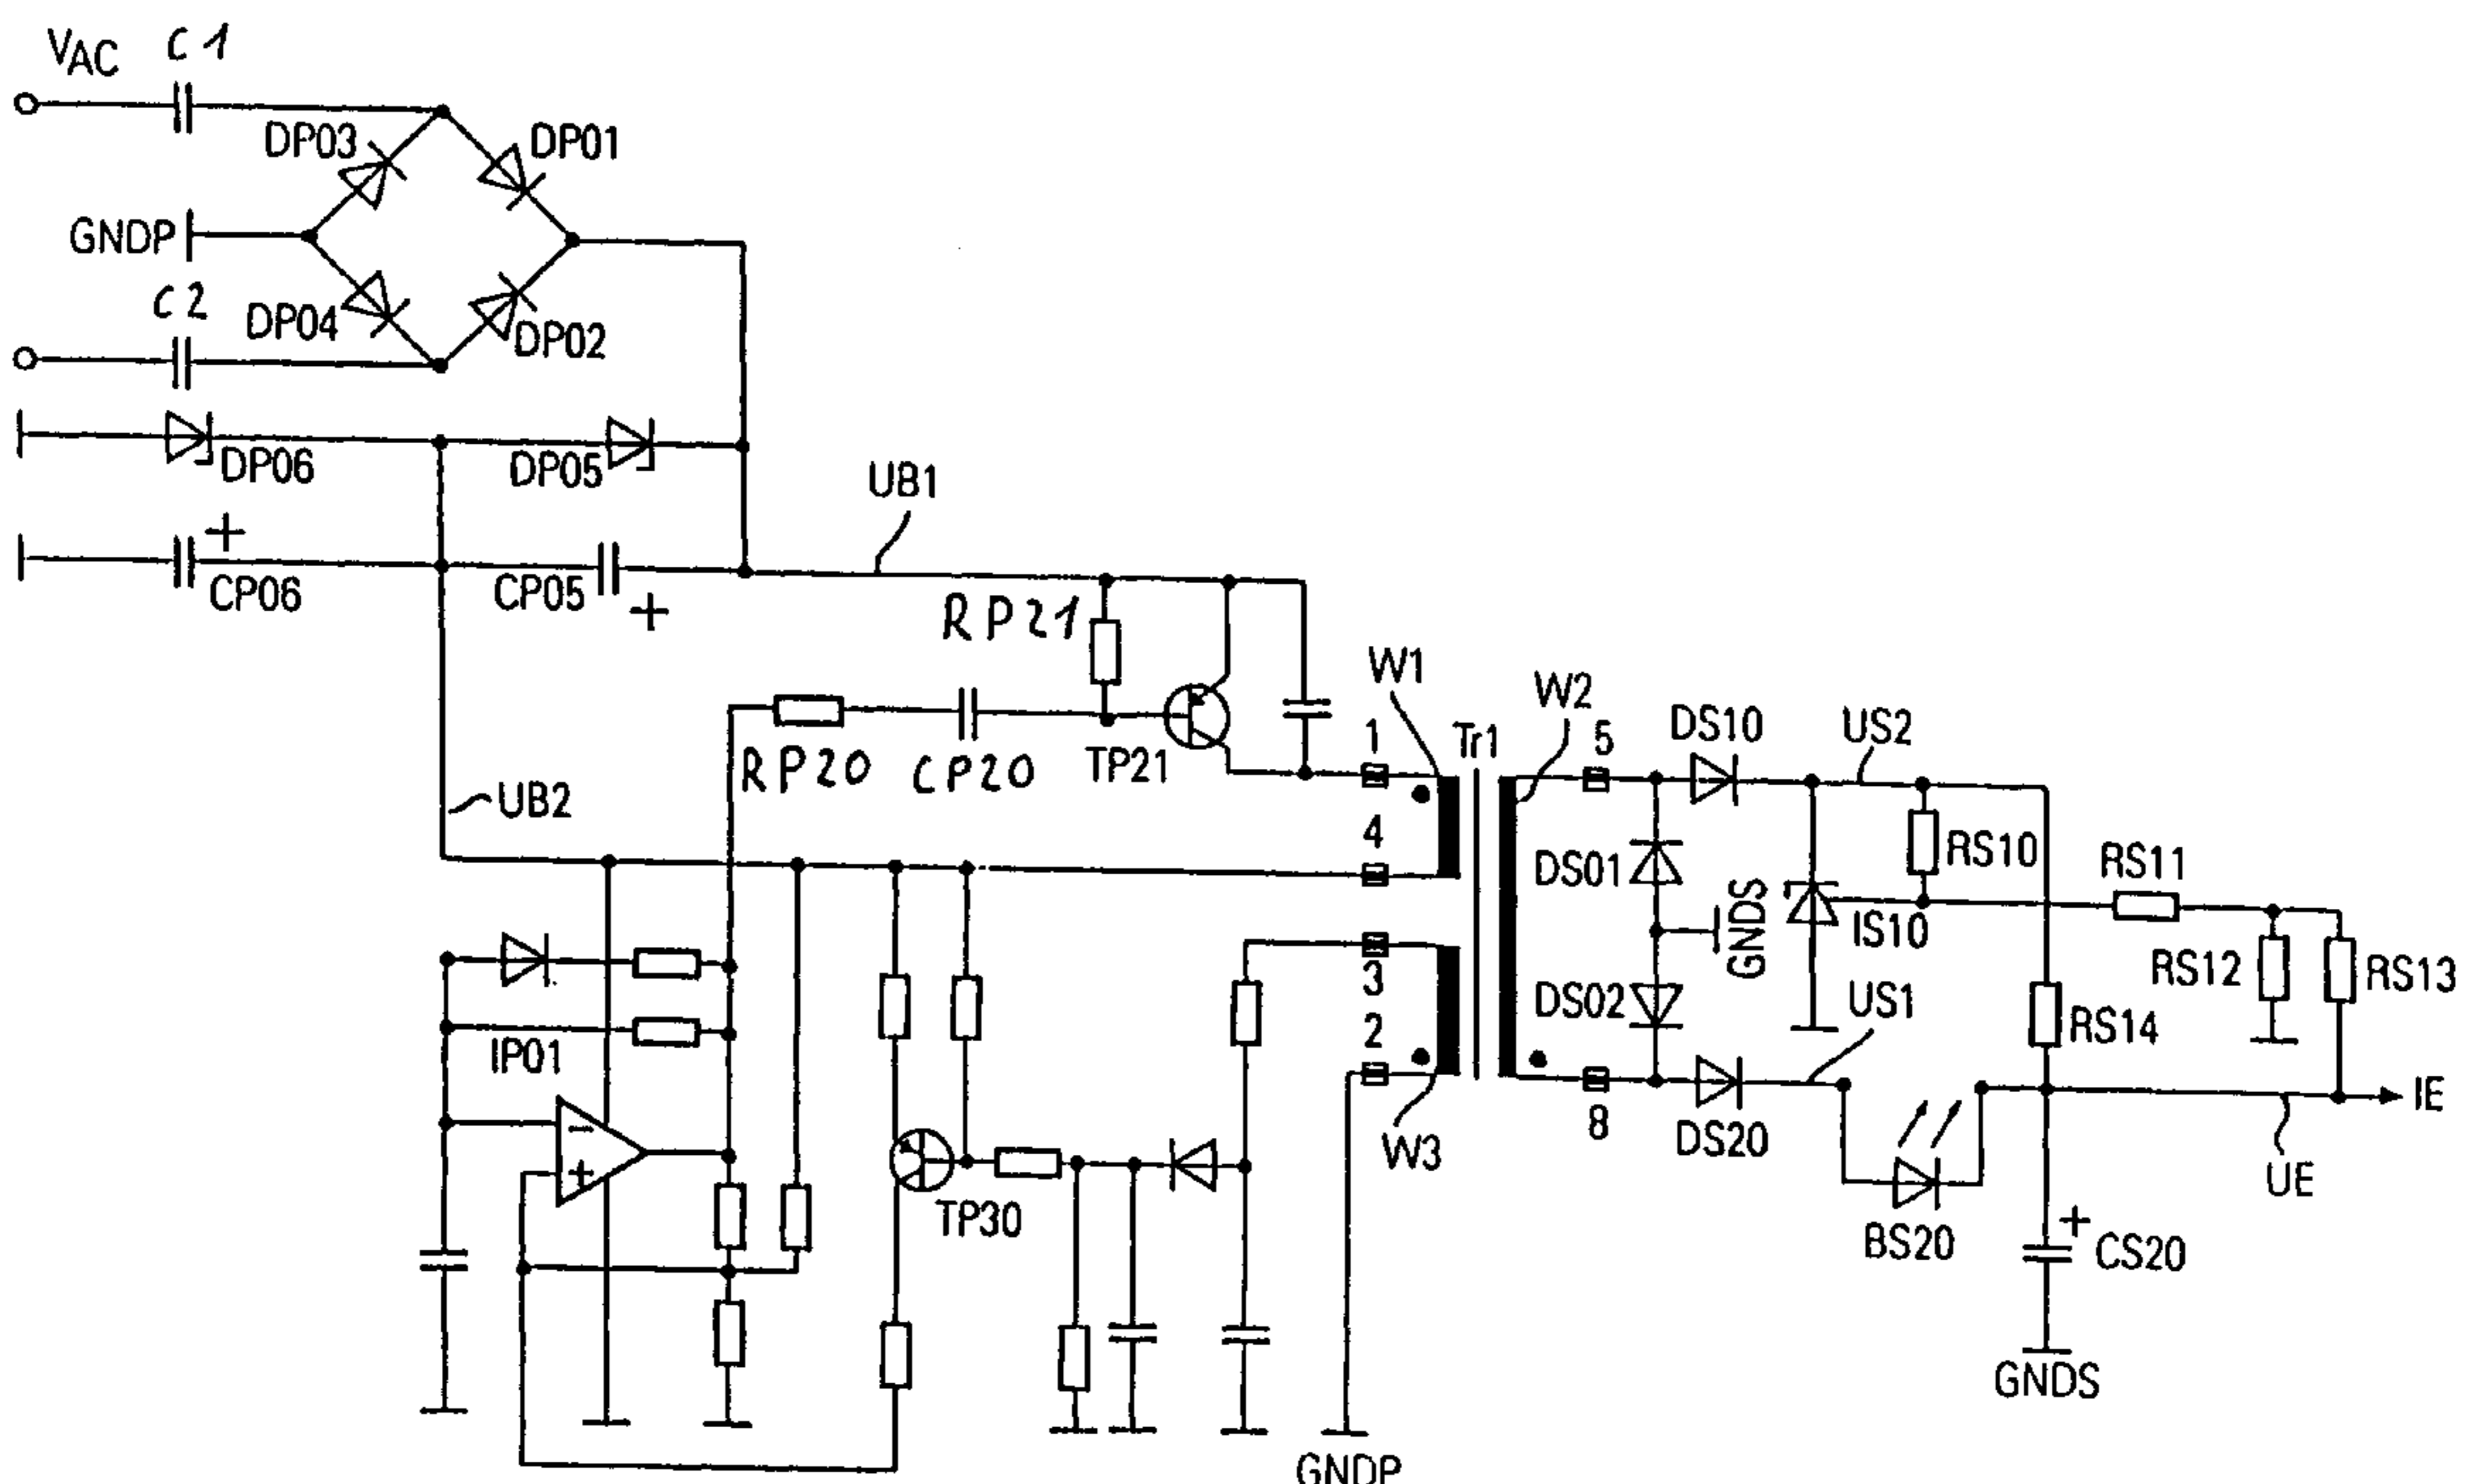 VAC
C1
DP03
DP01
GNDP
C2
DP04
DP02
DP06
DP05
UB1
+
CP06
CP05
+
RP21
W1
W2
RP20
CP20
TP21
1
Tr1
5
DS10
US2
UB2
4
DS01
RS10
RS11
GNDS
IS10
3
RS12
RS13
DS02
US1
2
IP01
RS14
W3
8
DS20
IE
−
+
TP30
UE
BS20
+
CS20
GNDS
GNDP